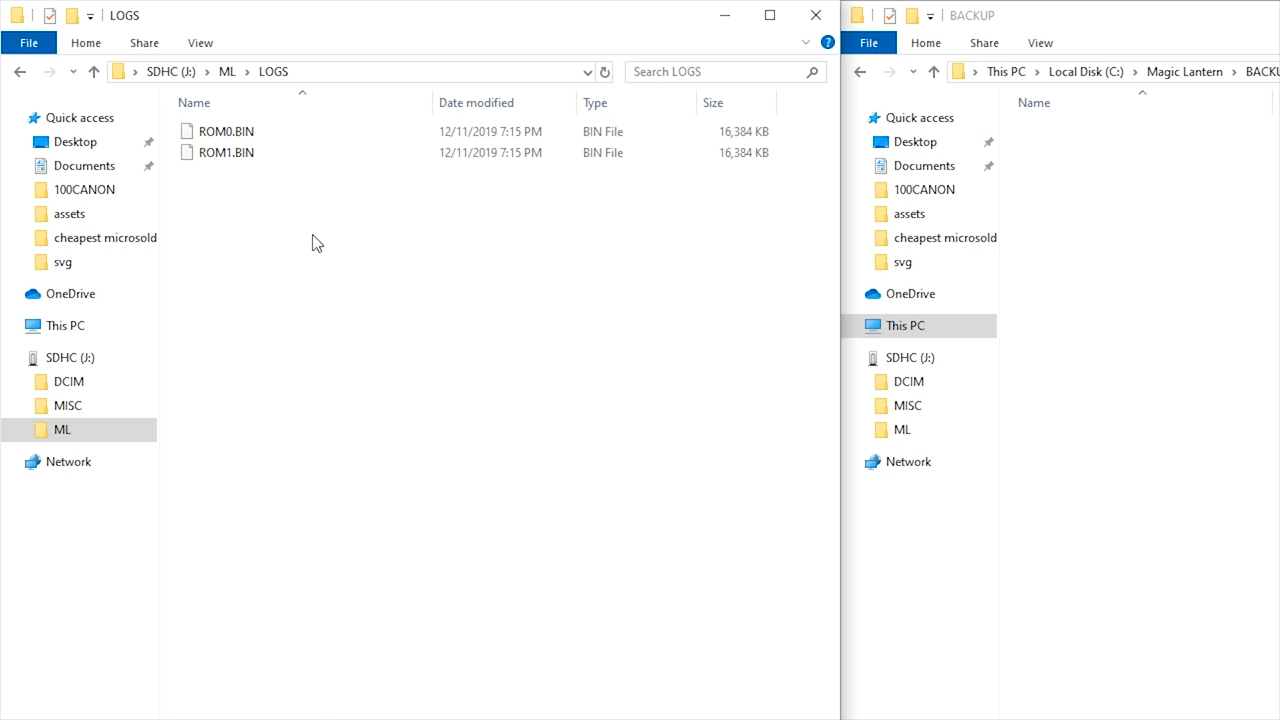 LOGS
File Home Share View
SDHC (J:) ML LOGS
Search LOGS
Name Date modified Type Size
ROM0.BIN 12/11/2019 7:15 PM BIN File 16,384 KB
ROM1.BIN 12/11/2019 7:15 PM BIN File 16,384 KB
Quick access
Desktop
Documents
100CANON
assets
cheapest microsold
svg
OneDrive
This PC
SDHC (J:)
DCIM
MISC
ML
Network
BACKUP
File Home Share View
This PC Local Disk (C:) Magic Lantern BACKU
Name
Quick access
Desktop
Documents
100CANON
assets
cheapest microsold
svg
OneDrive
This PC
SDHC (J:)
DCIM
MISC
ML
Network